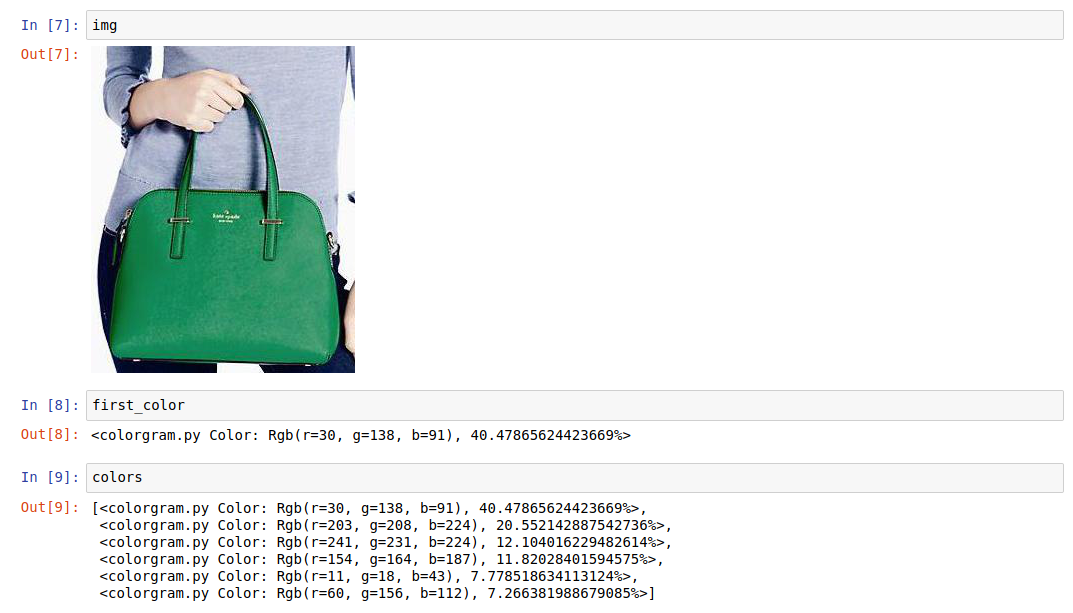 In [7]: img
Out[7]:
kate spade
NEW YORK
In [8]: first_color
Out[8]: <colorgram.py Color: Rgb(r=30, g=138, b=91), 40.47865624423669%>
In [9]: colors
Out[9]: [<colorgram.py Color: Rgb(r=30, g=138, b=91), 40.47865624423669%>,
<colorgram.py Color: Rgb(r=203, g=208, b=224), 20.552142887542736%>,
<colorgram.py Color: Rgb(r=241, g=231, b=224), 12.104016229482614%>,
<colorgram.py Color: Rgb(r=154, g=164, b=187), 11.82028401594575%>,
<colorgram.py Color: Rgb(r=11, g=18, b=43), 7.778518634113124%>,
<colorgram.py Color: Rgb(r=60, g=156, b=112), 7.266381988679085%>]